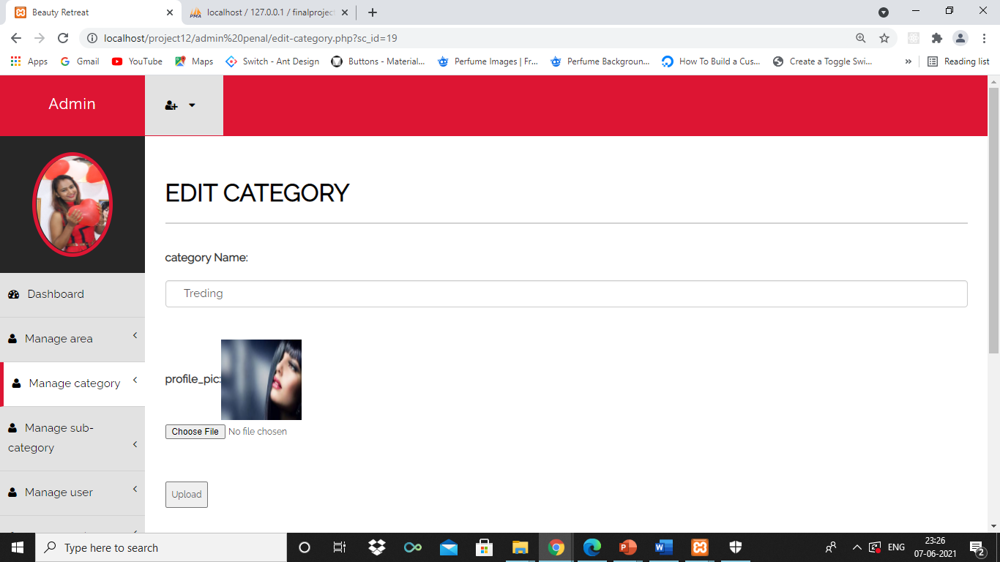 Beauty Retreat
localhost / 127.0.0.1 / finalproject
localhost/project12/admin%20penal/edit-category.php?sc_id=19
Apps Gmail YouTube Maps Switch - Ant Design Buttons - Material... Perfume Images | Fr... Perfume Backgroun... How To Build a Cus... Create a Toggle Swi... » Reading list
Admin
EDIT CATEGORY
category Name:
Treding
profile_pic:
Choose File No file chosen
Upload
Dashboard
Manage area
Manage category
Manage sub-
category
Manage user
Type here to search
ENG
23:26
07-06-2021
2